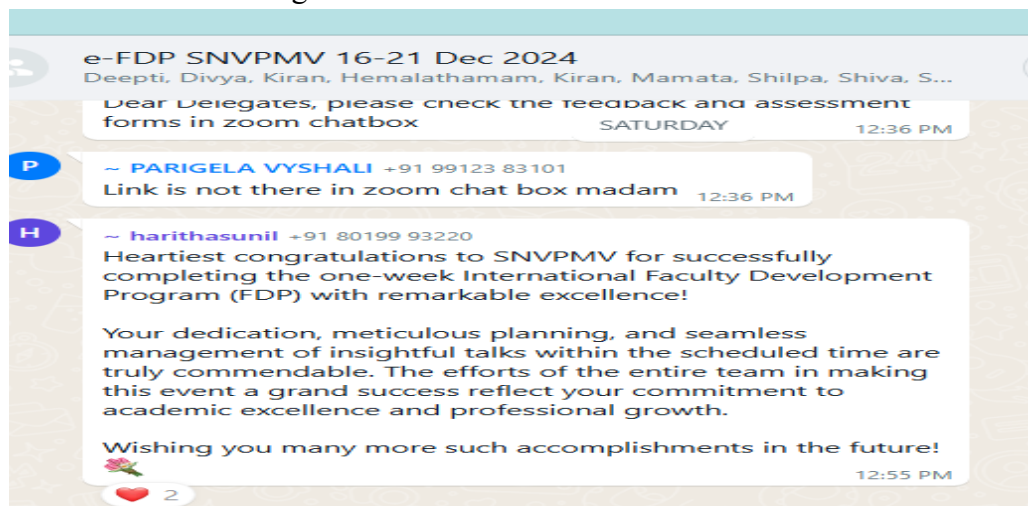 e-FDP SNVPMV 16-21 Dec 2024
Deepti, Divya, Kiran, Hemalathamam, Kiran, Mamata, Shilpa, Shiva, S...
Dear Delegates, please check the feedback and assessment
forms in zoom chatbox
SATURDAY
12:36 PM
P
~ PARIGELA VYSHALI +91 99123 83101
Link is not there in zoom chat box madam 12:36 PM
H
~ harithasunil +91 80199 93220
Heartiest congratulations to SNVPMV for successfully
completing the one-week International Faculty Development
Program (FDP) with remarkable excellence!
Your dedication, meticulous planning, and seamless
management of insightful talks within the scheduled time are
truly commendable. The efforts of the entire team in making
this event a grand success reflect your commitment to
academic excellence and professional growth.
Wishing you many more such accomplishments in the future!
💐
12:55 PM
❤️ 2